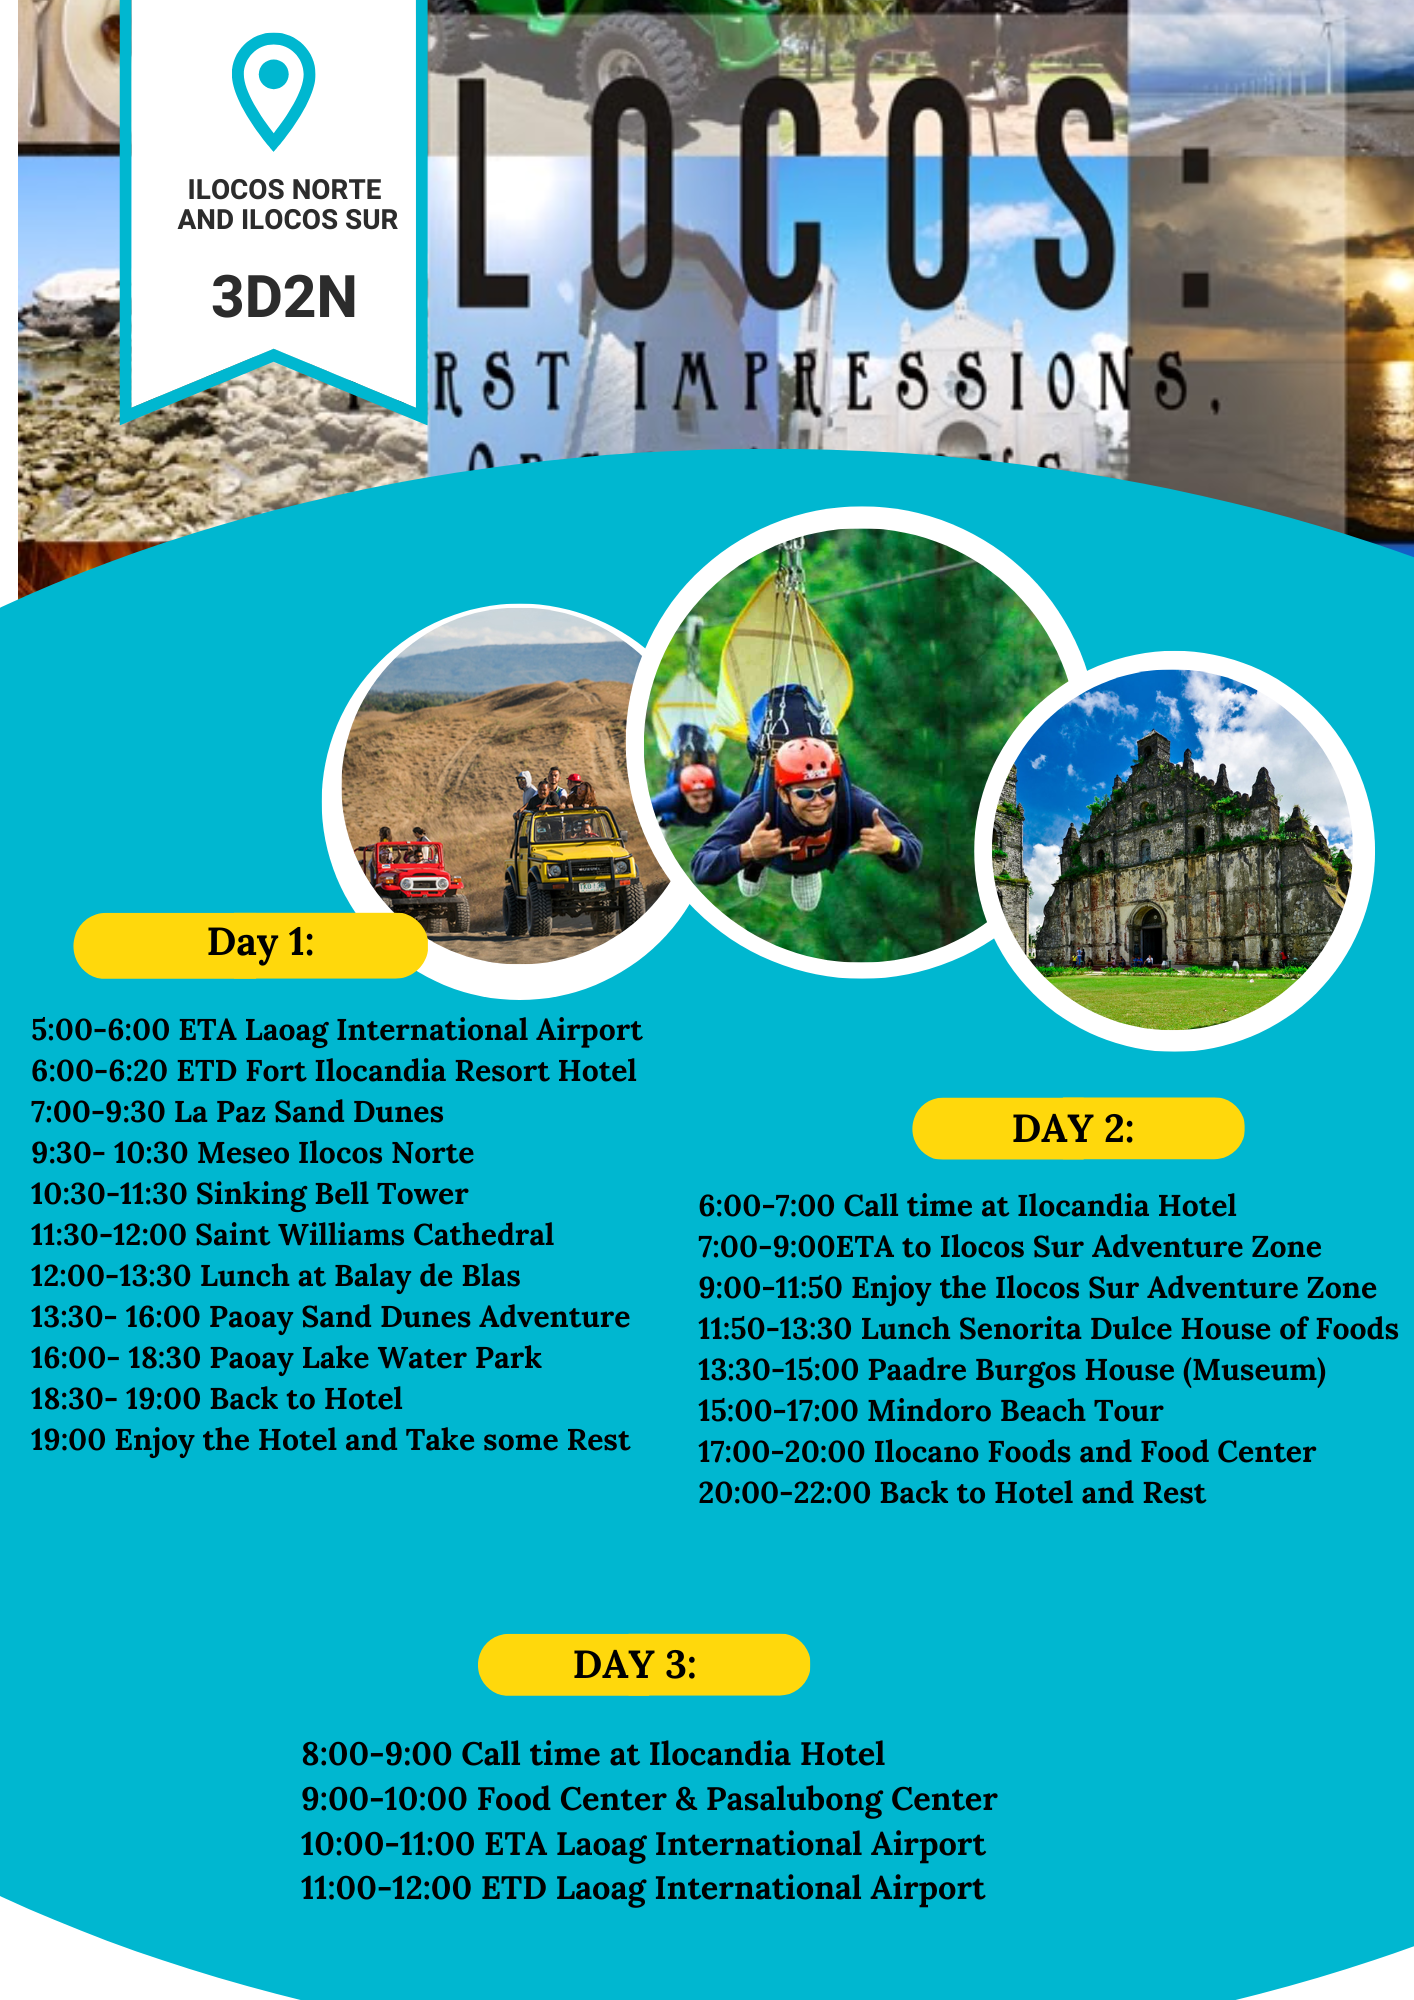 ILOCOS NORTE
AND ILOCOS SUR
3D2N
LOCOS:
RST IMPRESSIONS,
Day 1:
5:00-6:00 ETA Laoag International Airport
6:00-6:20 ETD Fort Ilocandia Resort Hotel
7:00-9:30 La Paz Sand Dunes
9:30- 10:30 Meseo Ilocos Norte
10:30-11:30 Sinking Bell Tower
11:30-12:00 Saint Williams Cathedral
12:00-13:30 Lunch at Balay de Blas
13:30- 16:00 Paoay Sand Dunes Adventure
16:00- 18:30 Paoay Lake Water Park
18:30- 19:00 Back to Hotel
19:00 Enjoy the Hotel and Take some Rest
DAY 2:
6:00-7:00 Call time at Ilocandia Hotel
7:00-9:00ETA to Ilocos Sur Adventure Zone
9:00-11:50 Enjoy the Ilocos Sur Adventure Zone
11:50-13:30 Lunch Senorita Dulce House of Foods
13:30-15:00 Paadre Burgos House (Museum)
15:00-17:00 Mindoro Beach Tour
17:00-20:00 Ilocano Foods and Food Center
20:00-22:00 Back to Hotel and Rest
DAY 3:
8:00-9:00 Call time at Ilocandia Hotel
9:00-10:00 Food Center & Pasalubong Center
10:00-11:00 ETA Laoag International Airport
11:00-12:00 ETD Laoag International Airport